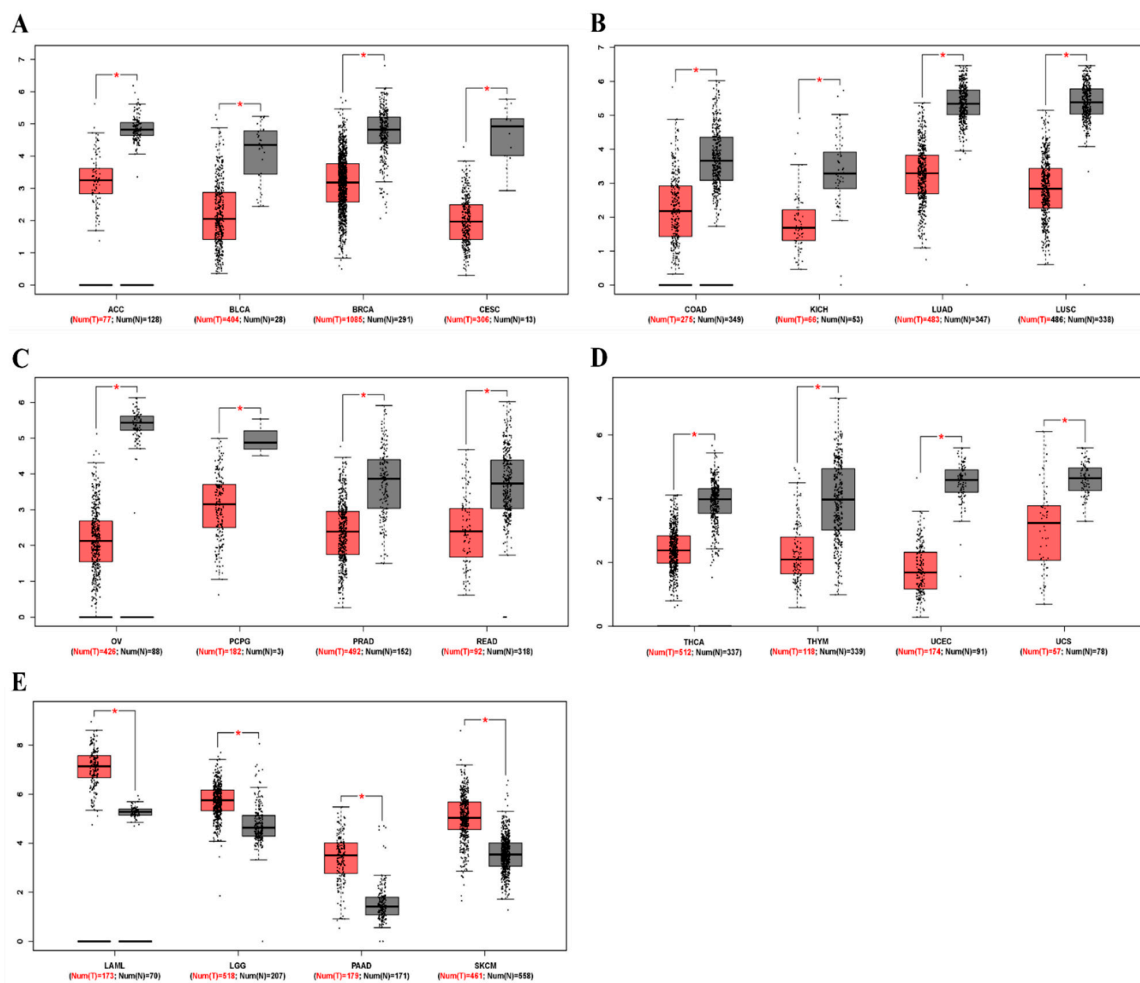 A
B
7
6
5
4
3
2
1
0
* * * *
ACC BLCA BRCA CESC
(Num(T)=77; Num(N)=128) (Num(T)=404; Num(N)=28) (Num(T)=1085; Num(N)=291) (Num(T)=306; Num(N)=13)
7
6
5
4
3
2
1
0
* * * *
COAD KICH LUAD LUSC
(Num(T)=275; Num(N)=349) (Num(T)=66; Num(N)=53) (Num(T)=483; Num(N)=347) (Num(T)=486; Num(N)=338)
C
D
6
5
4
3
2
1
0
* * * *
OV PCPG PRAD READ
(Num(T)=426; Num(N)=88) (Num(T)=182; Num(N)=3) (Num(T)=492; Num(N)=152) (Num(T)=92; Num(N)=318)
6
4
2
0
* * * *
THCA THYM UCEC UCS
(Num(T)=512; Num(N)=337) (Num(T)=118; Num(N)=339) (Num(T)=174; Num(N)=91) (Num(T)=57; Num(N)=78)
E
8
6
4
2
0
* * * *
LAML LGG PAAD SKCM
(Num(T)=173; Num(N)=70) (Num(T)=518; Num(N)=207) (Num(T)=179; Num(N)=171) (Num(T)=461; Num(N)=558)